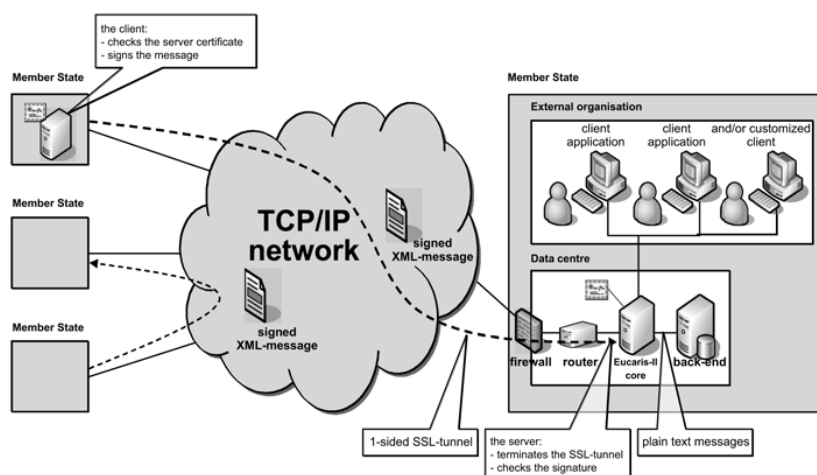 the client:
- checks the server certificate
- signs the message
Member State
Member State
External organisation
client
application
client
application
and/or customized
client
TCP/IP
network
signed
XML-message
signed
XML-message
Member State
Member State
Data centre
firewall
router
Eucaris-II
core
back-end
1-sided SSL-tunnel
the server:
- terminates the SSL-tunnel
- checks the signature
plain text messages